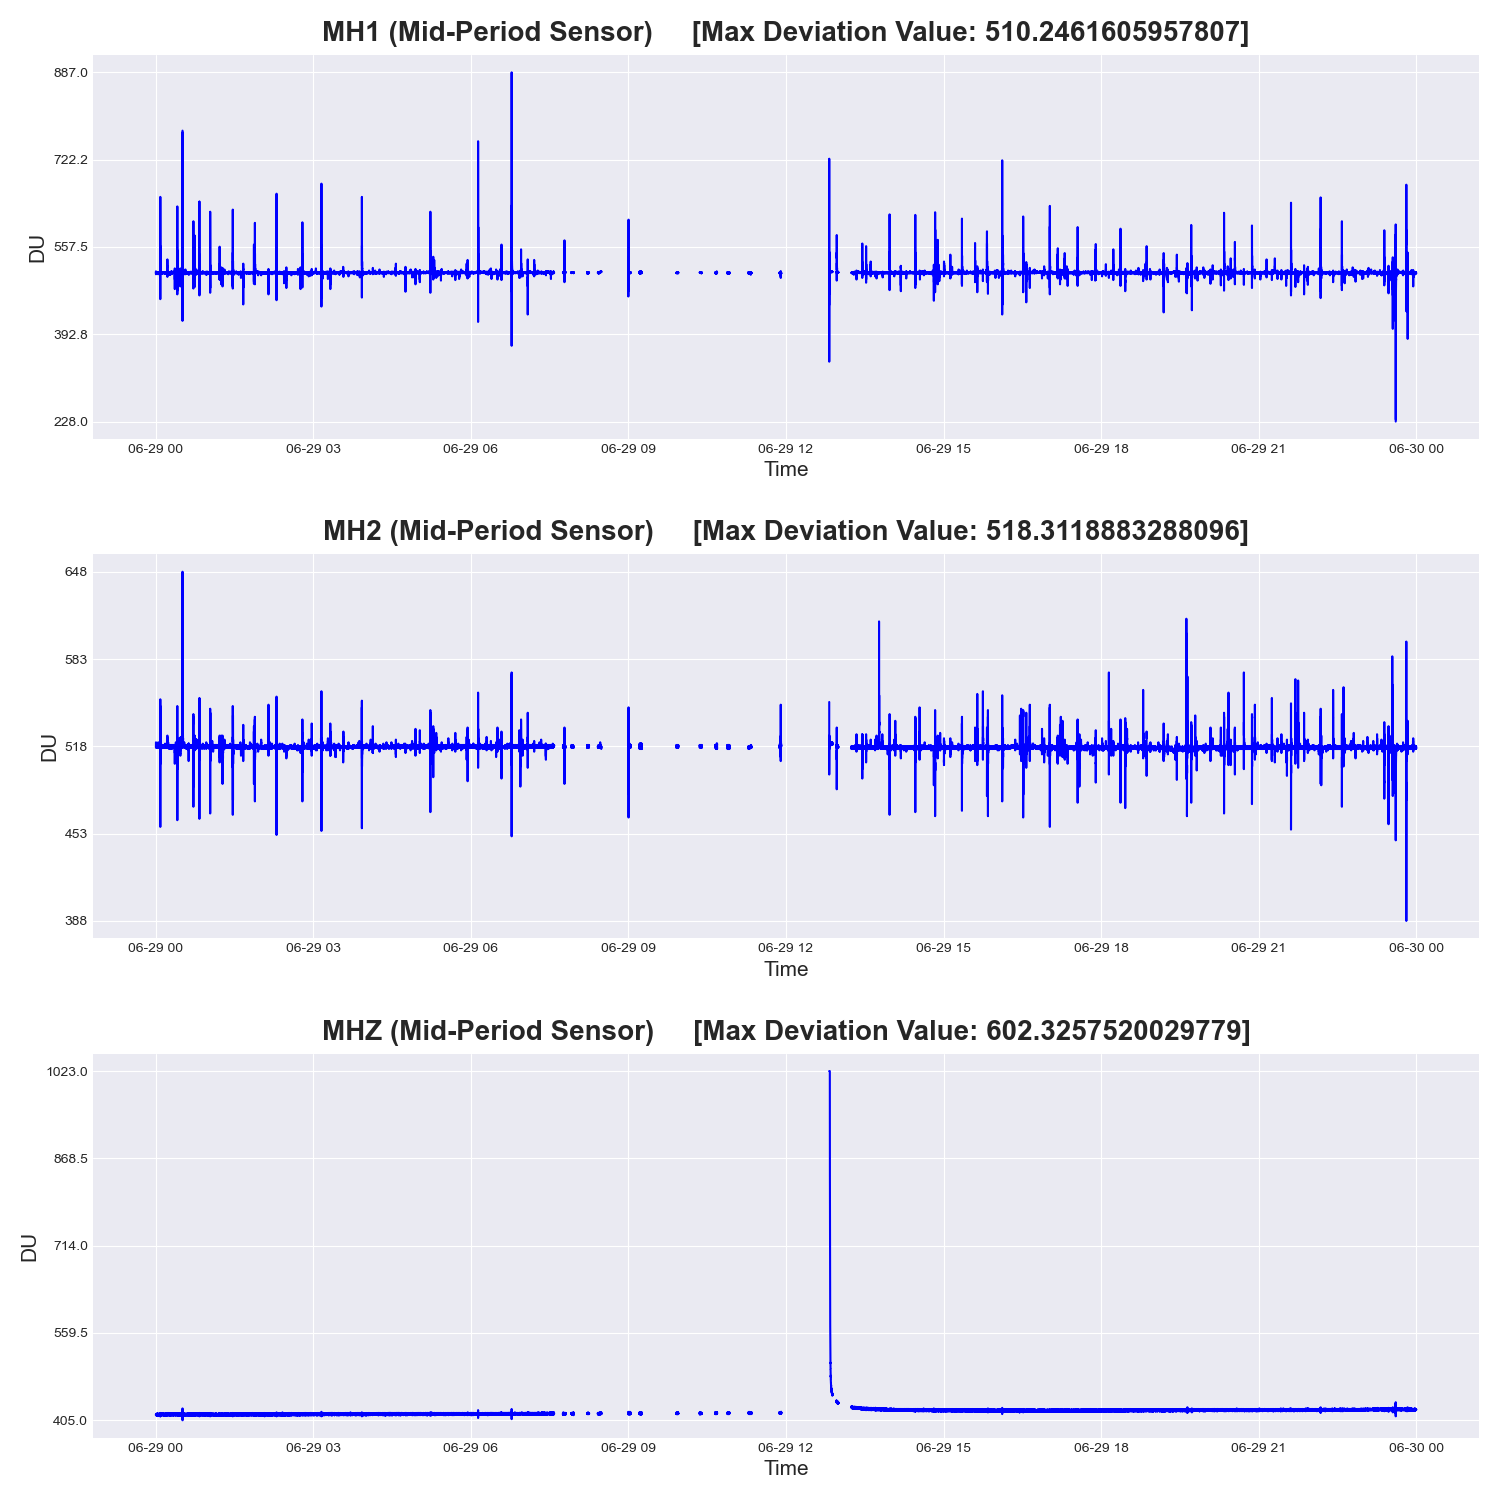 MH1 (Mid-Period Sensor) [Max Deviation Value: 510.2461605957807]
887.0
722.2
557.5
392.8
228.0
DU
06-29 00 06-29 03 06-29 06 06-29 09 06-29 12 06-29 15 06-29 18 06-29 21 06-30 00
Time
MH2 (Mid-Period Sensor) [Max Deviation Value: 518.3118883288096]
648
583
518
453
388
DU
06-29 00 06-29 03 06-29 06 06-29 09 06-29 12 06-29 15 06-29 18 06-29 21 06-30 00
Time
MHZ (Mid-Period Sensor) [Max Deviation Value: 602.3257520029779]
1023.0
868.5
714.0
559.5
405.0
DU
06-29 00 06-29 03 06-29 06 06-29 09 06-29 12 06-29 15 06-29 18 06-29 21 06-30 00
Time